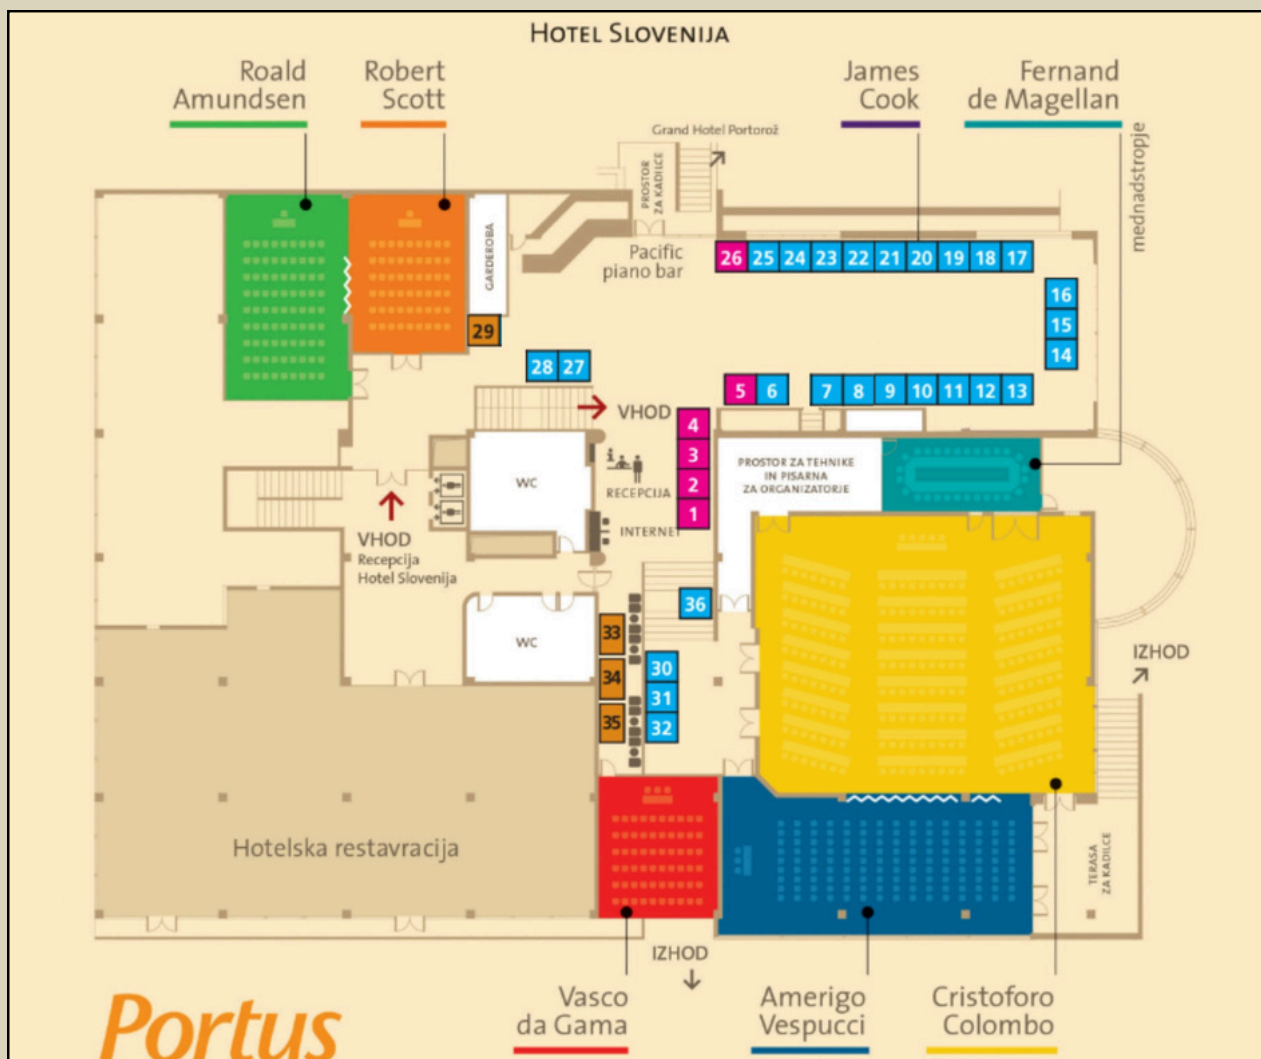 HOTEL SLOVENIJA
Roald
Amundsen
Robert
Scott
James
Cook
Fernand
de Magellan
Grand Hotel Portorož
PROSTOR
ZA KADILCE
mednadstropje
GARDEROBA
Pacific
piano bar
26 25 24 23 22 21 20 19 18 17
16
15
14
29
28 27
5 6 7 8 9 10 11 12 13
VHOD
4
3
2
1
RECEPCIJA
INTERNET
WC
PROSTOR ZA TEHNIKE
IN PISARNA
ZA ORGANIZATORJE
VHOD
Recepcija
Hotel Slovenija
36
WC
33
34
35
30
31
32
IZHOD
Hotelska restavracija
TERASA
ZA KADILCE
IZHOD
Vasco
da Gama
Amerigo
Vespucci
Cristoforo
Colombo
Portus